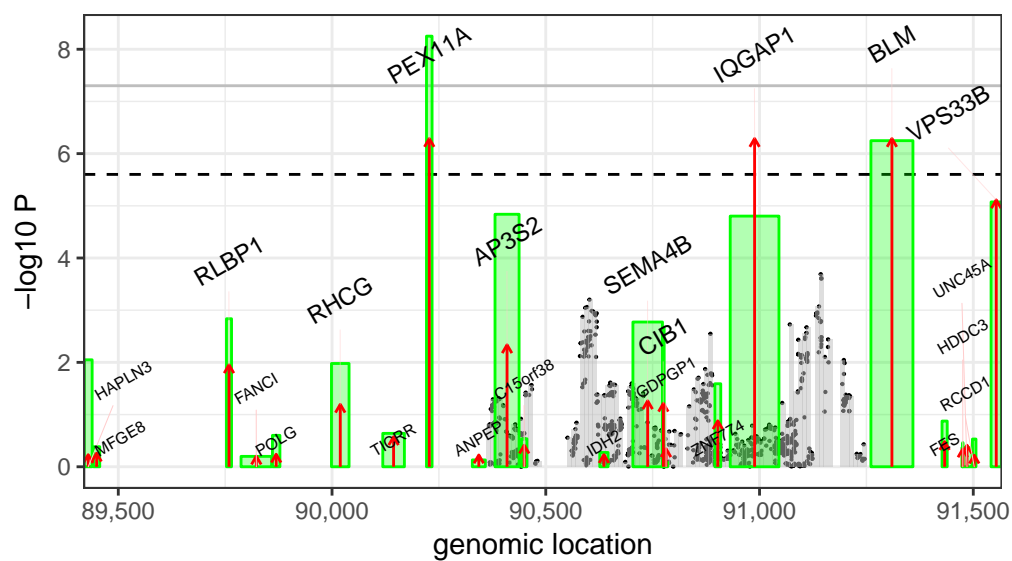 8
6
4
2
0
−log10 P
89,500
90,000
90,500
91,000
91,500
genomic location
PEX11A
IQGAP1
BLM
VPS33B
RLBP1
RHCG
AP3S2
SEMA4B
CIB1
UNC45A
HDDC3
RCCD1
FES
HAPLN3
MFGE8
FANCI
POLG
TICRR
ANPEP
C15orf38
IDH2
GDPGP1
ZNF774